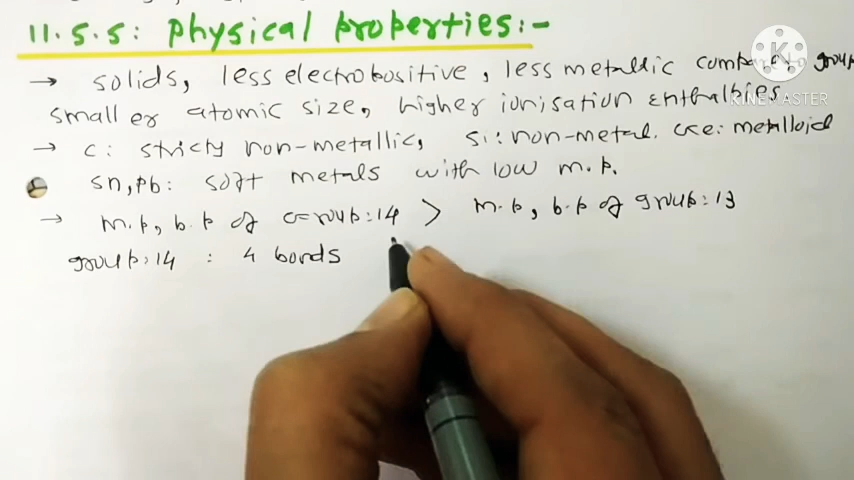 11.5.5: Physical properties:-
→ solids, less electropositive, less metallic compared to group
smaller atomic size, higher ionisation enthalpies
KINEMASTER
→ C: strictly non-metallic, Si: non-metal. Ge: metalloid
Sn, Pb: soft metals with low m.p.
→ m.p, b.p of Group:14 > m.p, b.p of group:13
group:14 : 4 bonds